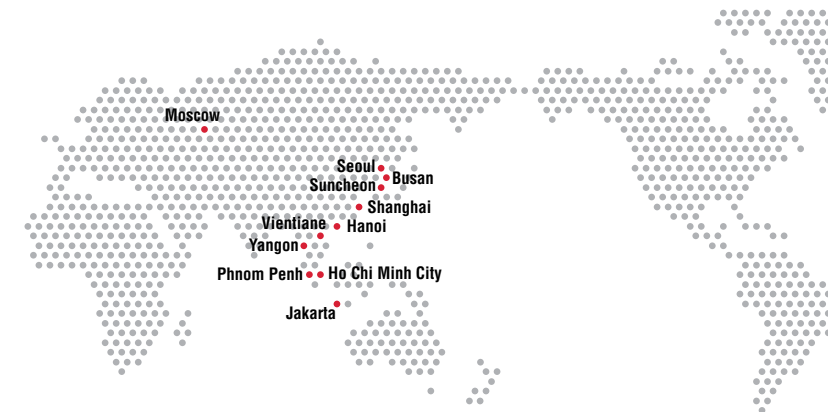 Moscow
Seoul
Busan
Suncheon
Shanghai
Vientiane
Hanoi
Yangon
Phnom Penh
Ho Chi Minh City
Jakarta